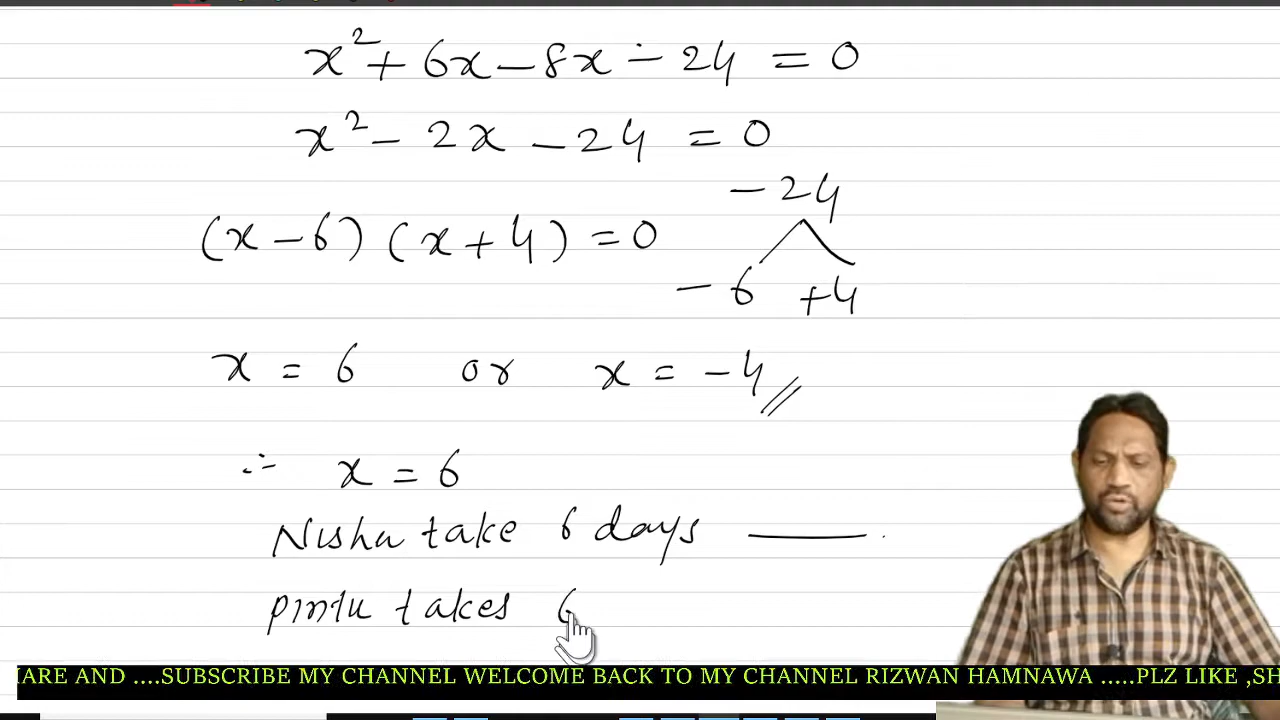 x² + 6x - 8x - 24 = 0
x² - 2x - 24 = 0
- 24
(x - 6) (x + 4) = 0
- 6 + 4
x = 6 or x = - 4
∴ x = 6
Nisha take 6 days
Pintu takes 6
ARE AND ....SUBSCRIBE MY CHANNEL WELCOME BACK TO MY CHANNEL RIZWAN HAMNAWA .....PLZ LIKE ,SH